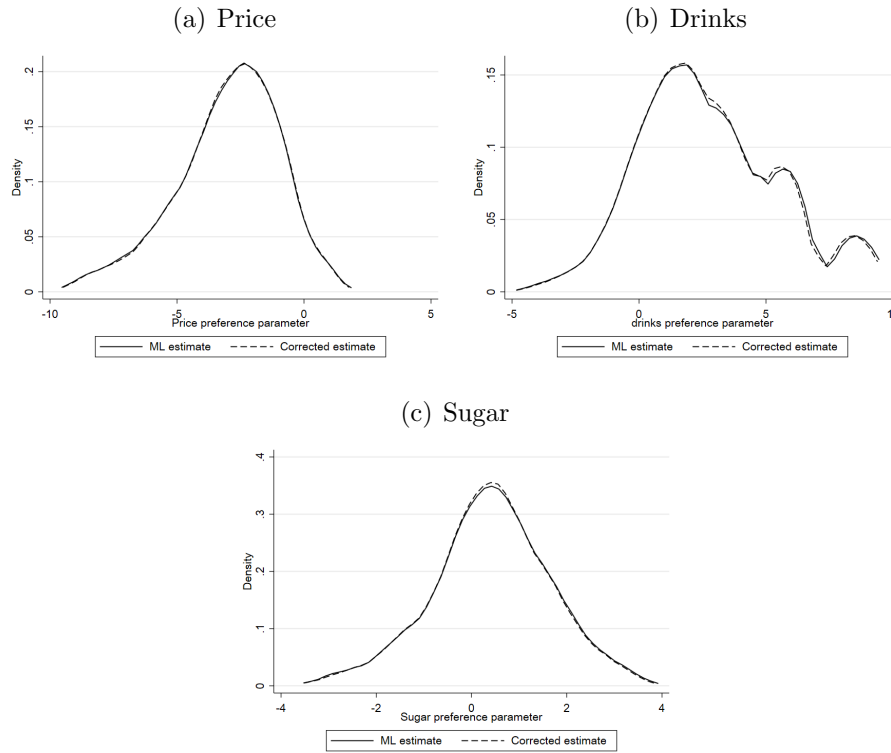 (a) Price
Density
0
.05
.1
.15
.2
-10
-5
0
5
Price preference parameter
ML estimate
Corrected estimate
(b) Drinks
Density
0
.05
.1
.15
-5
0
5
drinks preference parameter
ML estimate
Corrected estimate
(c) Sugar
Density
0
.1
.2
.3
.4
-4
-2
0
2
4
Sugar preference parameter
ML estimate
Corrected estimate